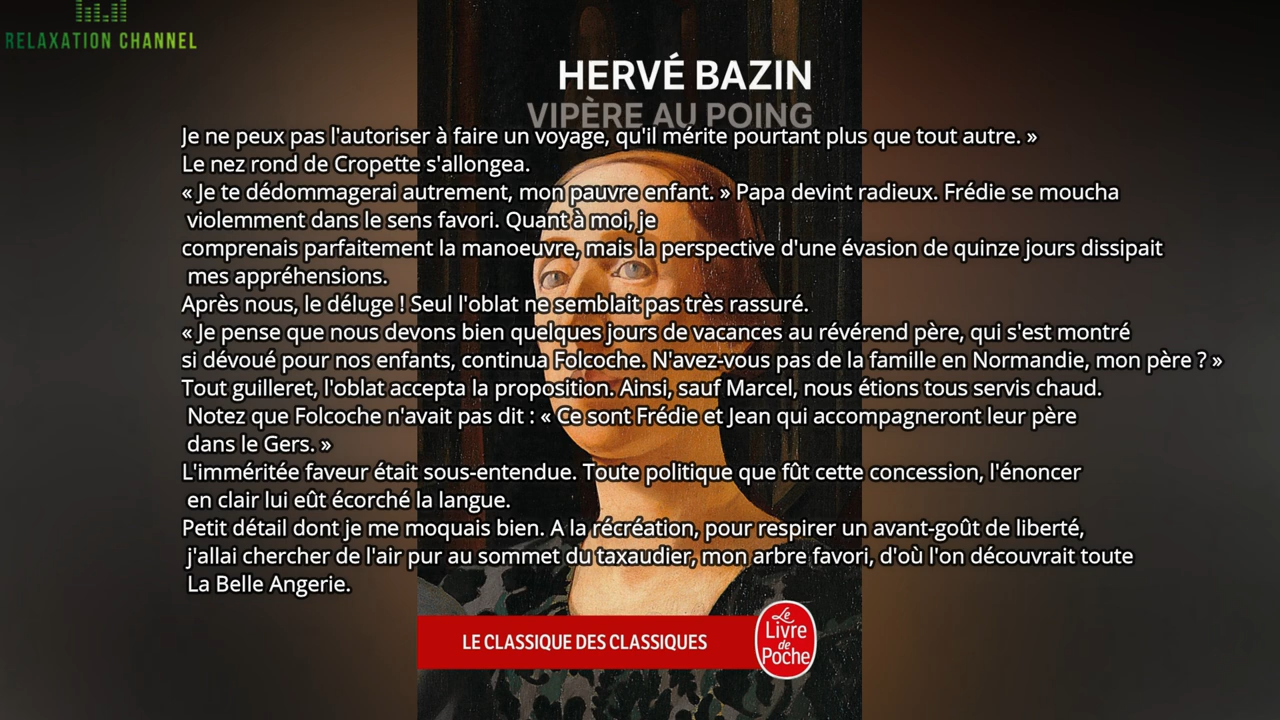 RELAXATION CHANNEL
HERVÉ BAZIN
VIPÈRE AU POING
Je ne peux pas l'autoriser à faire un voyage, qu'il mérite pourtant plus que tout autre. »
Le nez rond de Cropette s'allongea.
« Je te dédommagerai autrement, mon pauvre enfant. » Papa devint radieux. Frédie se moucha
violemment dans le sens favori. Quant à moi, je
comprenais parfaitement la manoeuvre, mais la perspective d'une évasion de quinze jours dissipait
mes appréhensions.
Après nous, le déluge ! Seul l'oblat ne semblait pas très rassuré.
« Je pense que nous devons bien quelques jours de vacances au révérend père, qui s'est montré
si dévoué pour nos enfants, continua Folcoche. N'avez-vous pas de la famille en Normandie, mon père ? »
Tout guilleret, l'oblat accepta la proposition. Ainsi, sauf Marcel, nous étions tous servis chaud.
Notez que Folcoche n'avait pas dit : « Ce sont Frédie et Jean qui accompagneront leur père
dans le Gers. »
L'imméritée faveur était sous-entendue. Toute politique que fût cette concession, l'énoncer
en clair lui eût écorché la langue.
Petit détail dont je me moquais bien. A la récréation, pour respirer un avant-goût de liberté,
j'allai chercher de l'air pur au sommet du taxaudier, mon arbre favori, d'où l'on découvrait toute
La Belle Angerie.
LE CLASSIQUE DES CLASSIQUES
Le
Livre
de
Poche